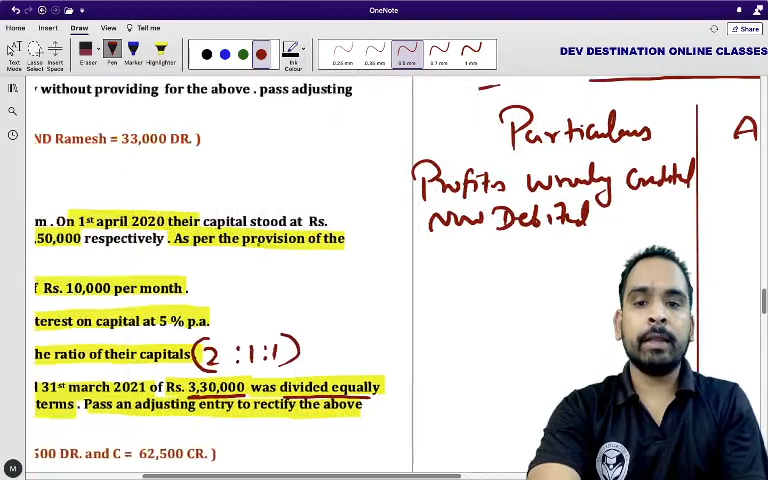 OneNote
Home Insert Draw View Tell me
Share
Text Mode
Lasso Select
Insert Space
Eraser
Pen
Marker
Highlighter
Ink Colour
0.25 mm
0.35 mm
0.5 mm
0.7 mm
1 mm
DEV DESTINATION ONLINE CLASSES
without providing for the above . pass adjusting
ND Ramesh = 33,000 DR. )
m . On 1st april 2020 their capital stood at Rs.
,50,000 respectively . As per the provision of the
f Rs. 10,000 per month .
terest on capital at 5 % p.a.
he ratio of their capitals (2 : 1 : 1)
31st march 2021 of Rs. 3,30,000 was divided equally
terms . Pass an adjusting entry to rectify the above
500 DR. and C = 62,500 CR. )
Particulars A
Profits wrongly credited
now Debited
M